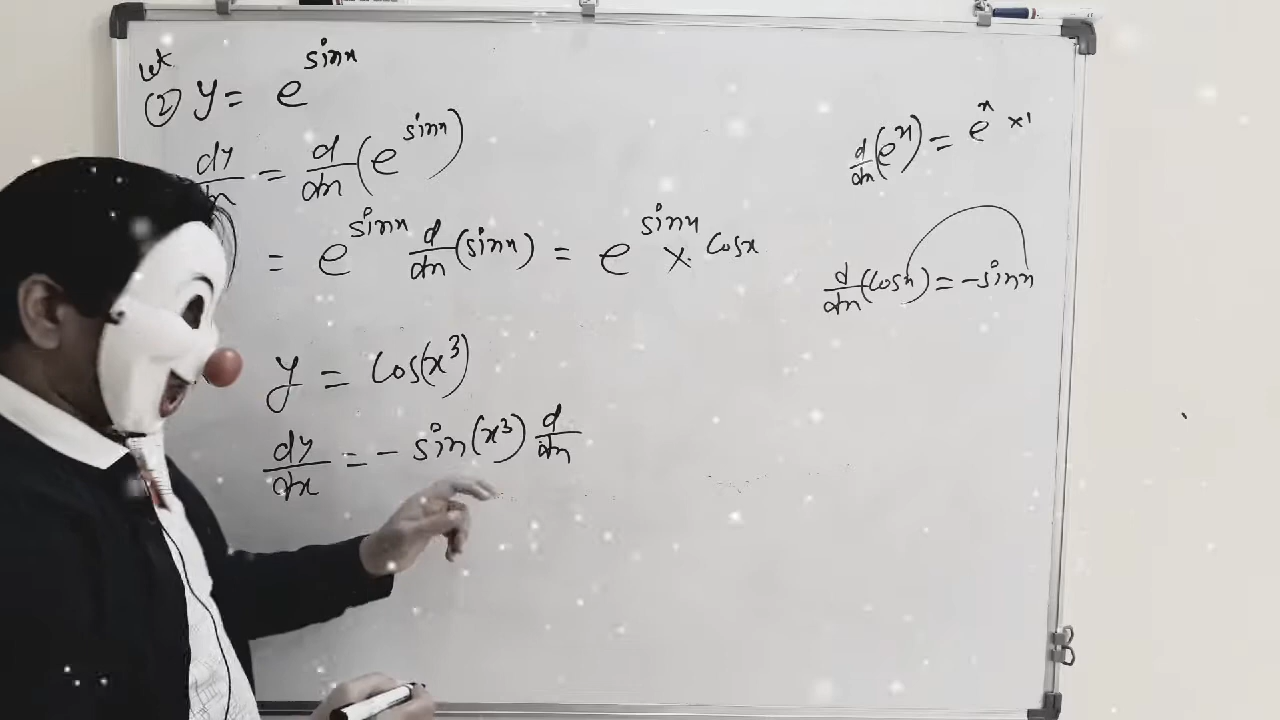 Let
(2) y = e^sinx
dy/dx = d/dx (e^sinx)
= e^sinx d/dx (sinx) = e^sinx × cosx
y = cos(x³)
dy/dx = - sin(x³) d/dx
d/dx (e^x) = e^x × 1
d/dx (cosx) = -sinx